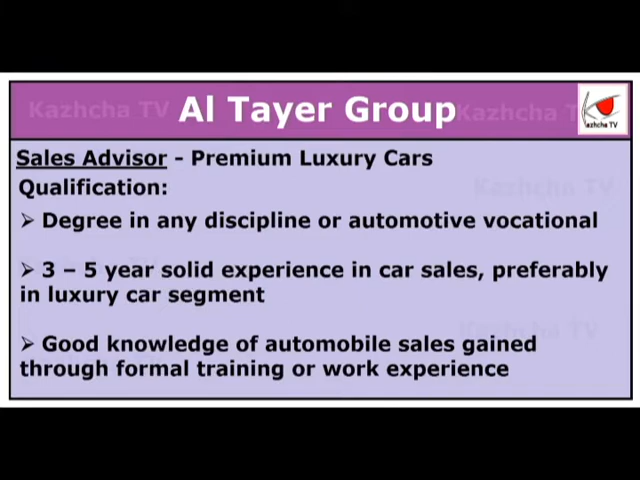 Kazhcha TV
Al Tayer Group
Kazhcha T
Kazhcha TV
Sales Advisor - Premium Luxury Cars
Qualification:
Kazhcha TV
➢ Degree in any discipline or automotive vocational
➢ 3 – 5 year solid experience in car sales, preferably
in luxury car segment
Kazhcha TV
➢ Good knowledge of automobile sales gained
through formal training or work experience